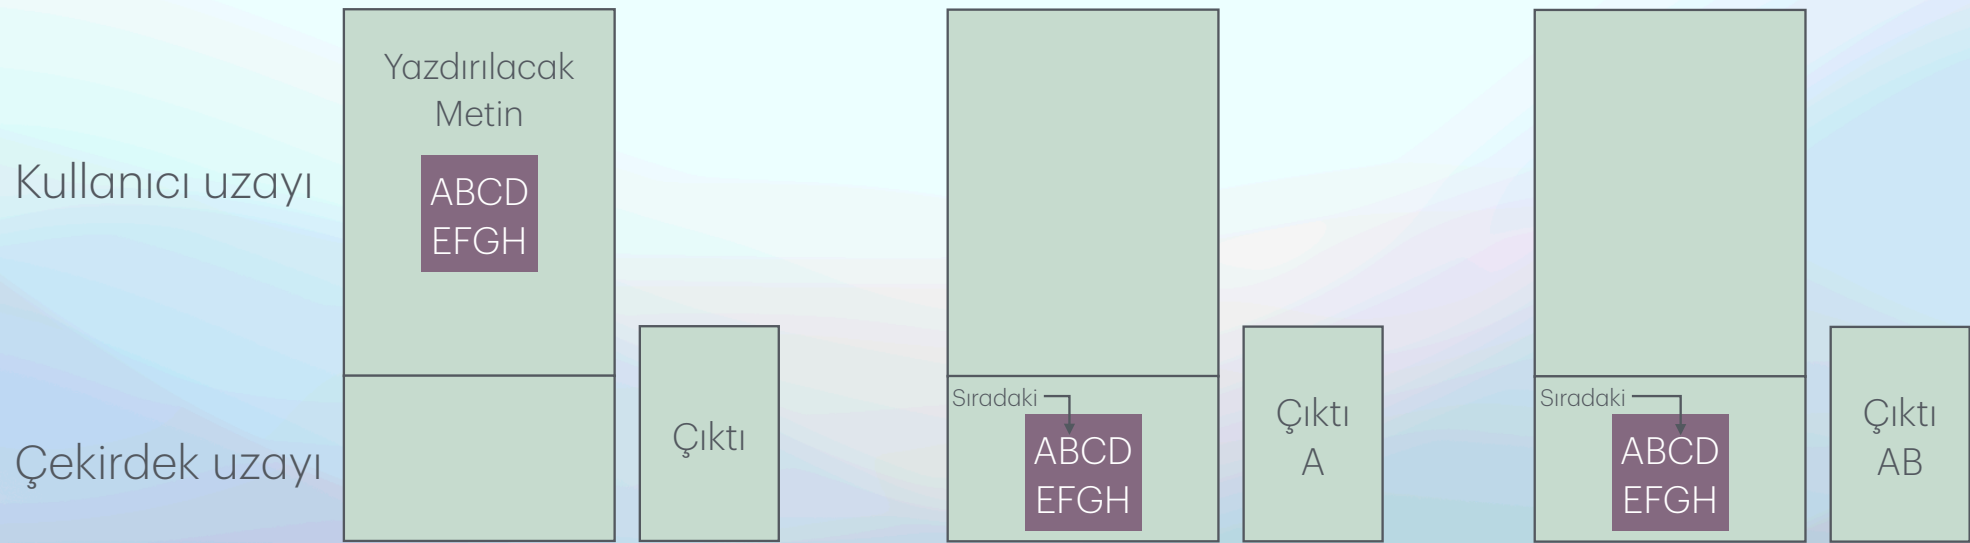 Kullanıcı uzayı
Çekirdek uzayı
Yazdırılacak
Metin
ABCD
EFGH
Çıktı
Sıradaki
ABCD
EFGH
Çıktı
A
Sıradaki
ABCD
EFGH
Çıktı
AB